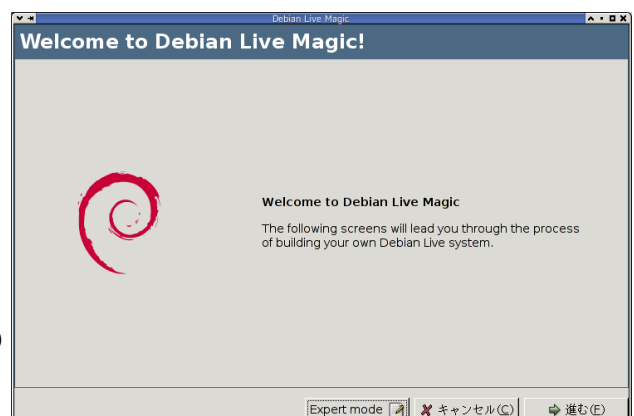 Debian Live Magic
Welcome to Debian Live Magic!
Welcome to Debian Live Magic
The following screens will lead you through the process
of building your own Debian Live system.
Expert mode キャンセル(C) 進む(F)
)